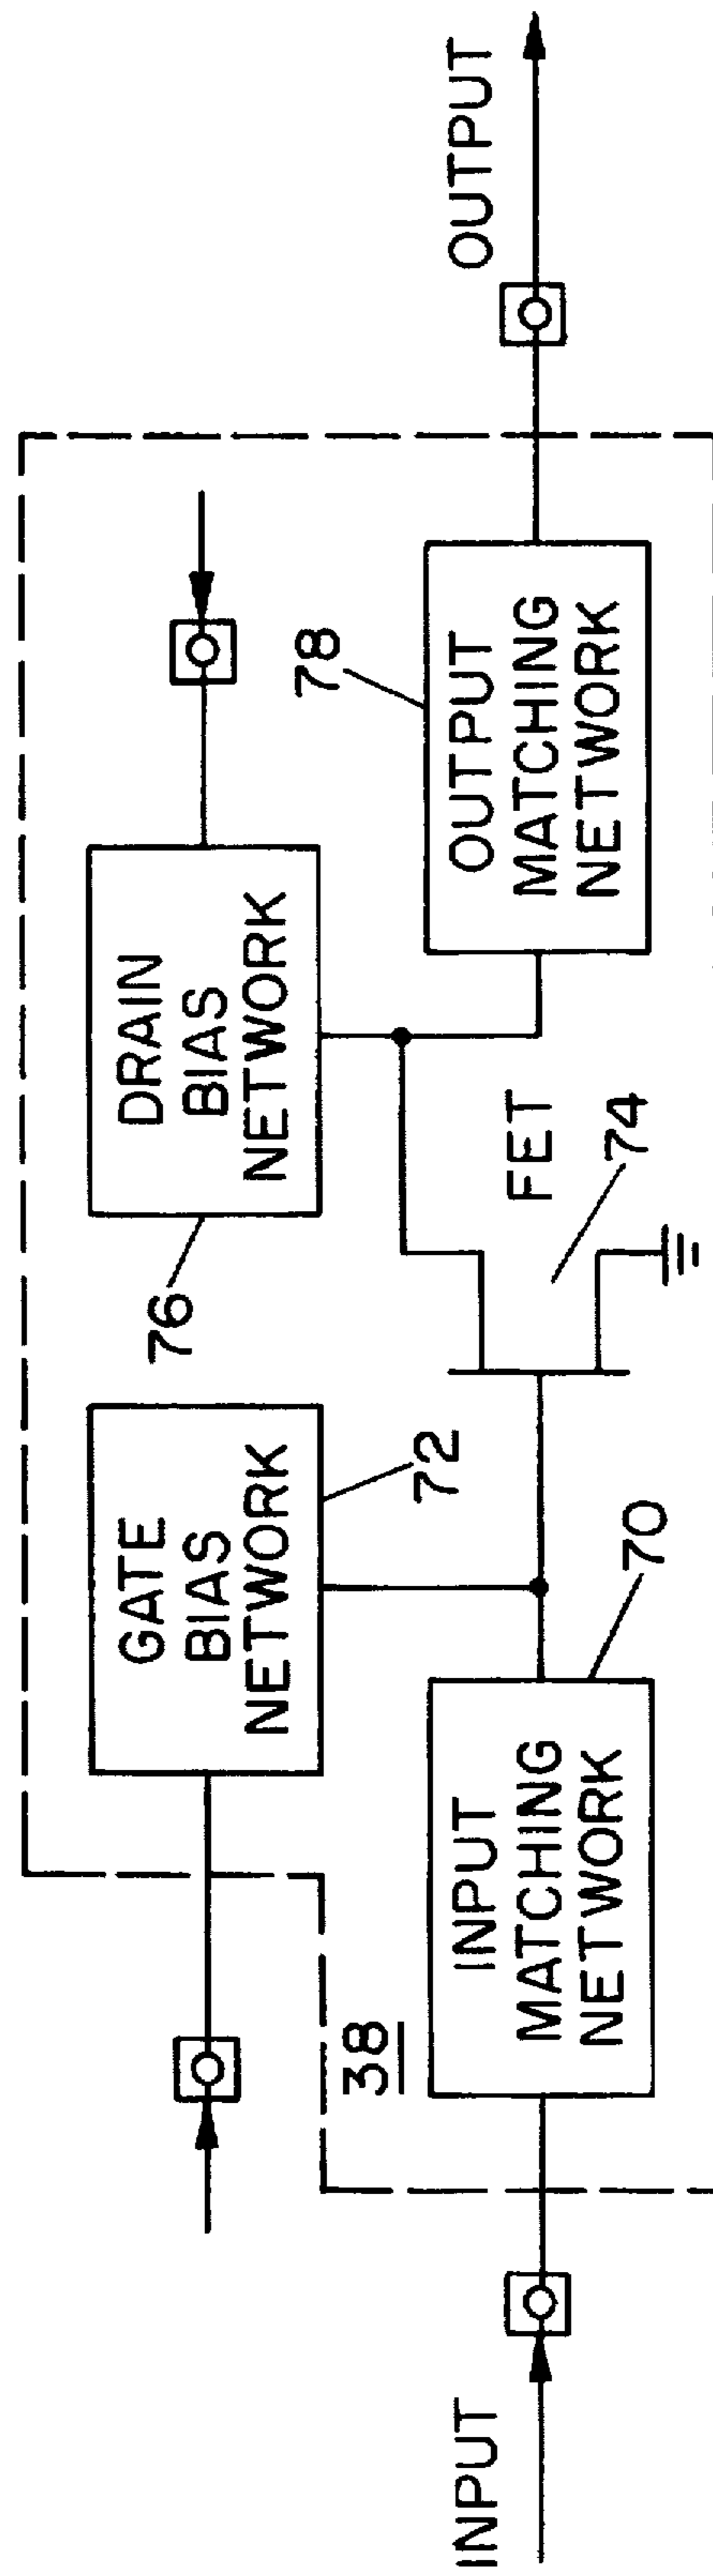 GATE
BIAS
NETWORK
72
DRAIN
BIAS
NETWORK
76
38
INPUT
INPUT
MATCHING
NETWORK
70
FET
74
OUTPUT
MATCHING
NETWORK
78
OUTPUT